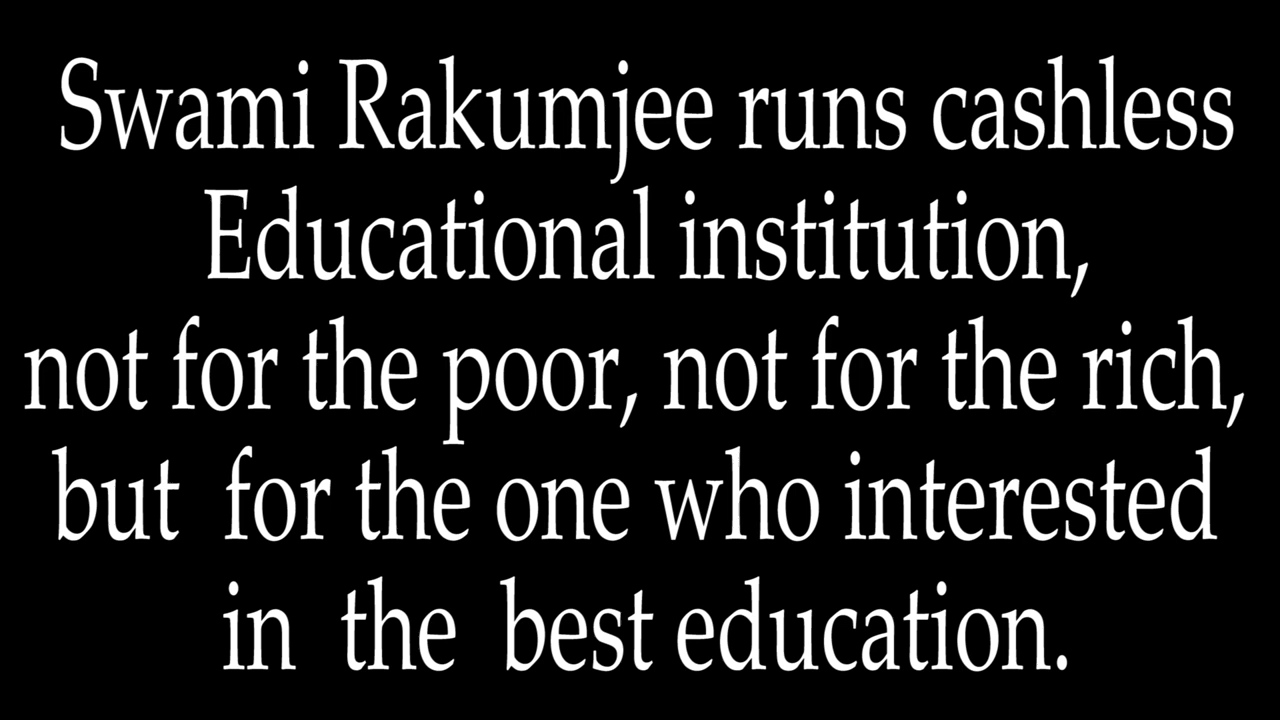 Swami Rakumjee runs cashless
Educational institution,
not for the poor, not for the rich,
but for the one who interested
in the best education.